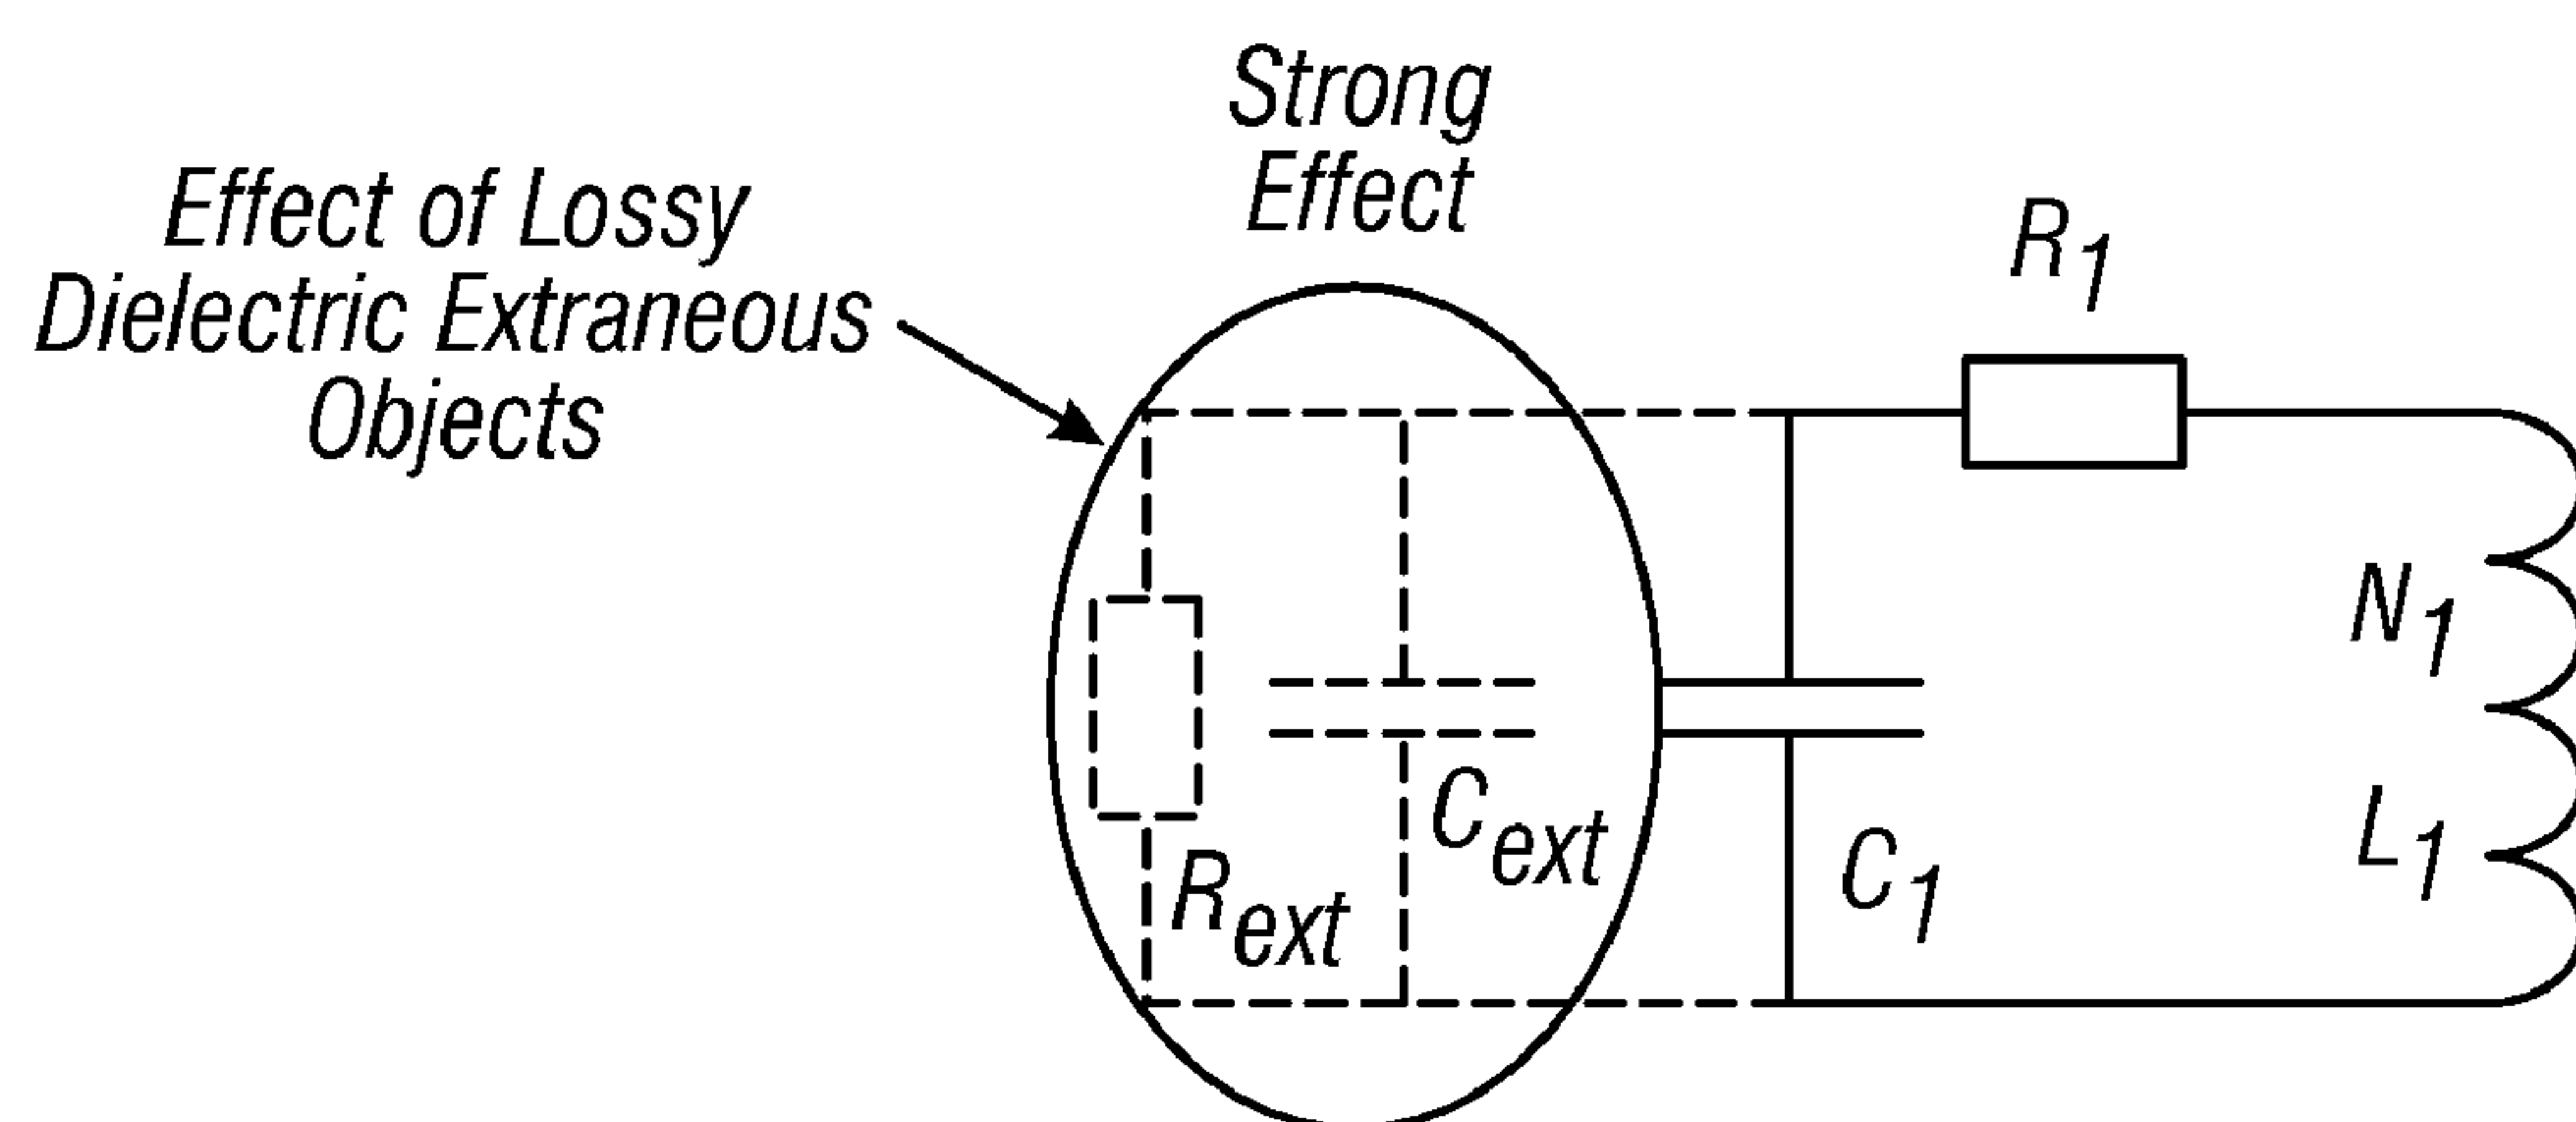 Strong
Effect
Effect of Lossy
Dielectric Extraneous
Objects
R1
N1
L1
Cext
C1
Rext